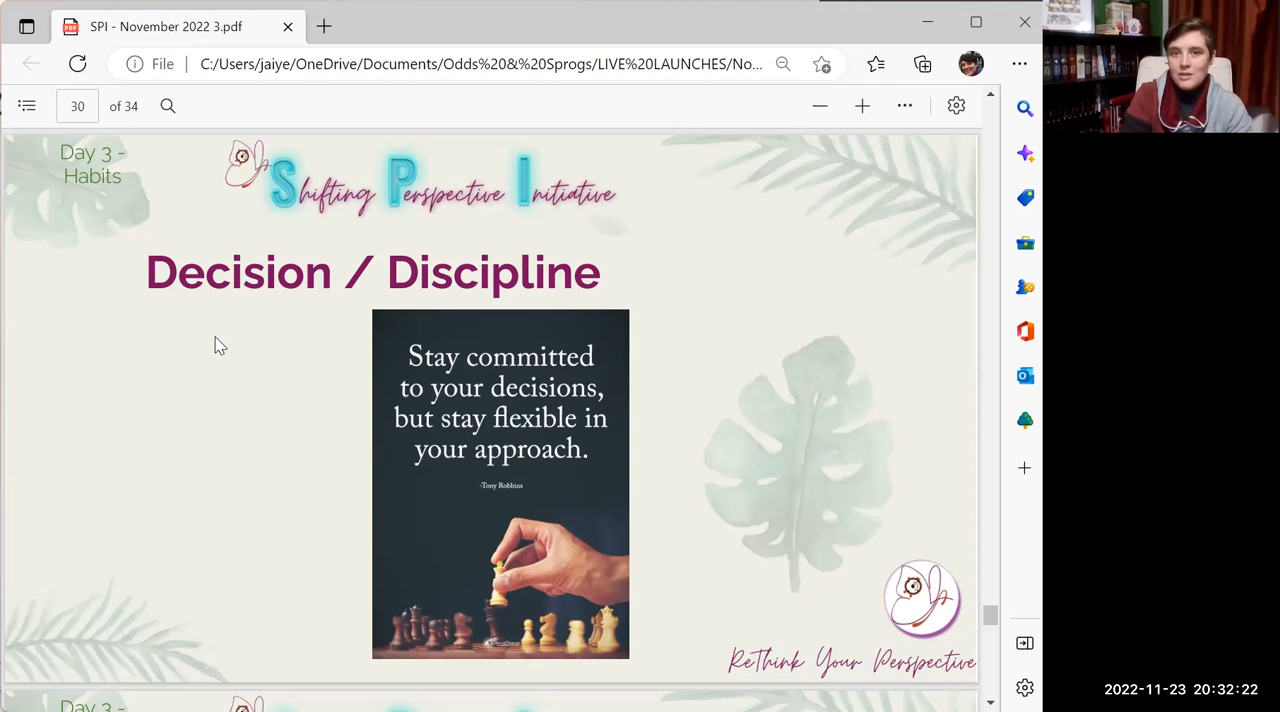 SPI - November 2022 3.pdf
File
C:/Users/jaiye/OneDrive/Documents/Odds%20&%20Sprogs/LIVE%20LAUNCHES/No...
30 of 34
Day 3 -
Habits
Shifting Perspective Initiative
Decision / Discipline
Stay committed
to your decisions,
but stay flexible in
your approach.
-Tony Robbins
ReThink Your Perspective
Day 3 -
2022-11-23 20:32:22